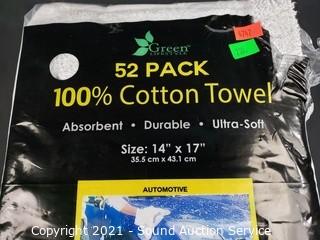 Green
LIFESTYLE
52 PACK
100% Cotton Towel
Absorbent • Durable • Ultra-Soft
Size: 14" x 17"
35.5 cm x 43.1 cm
AUTOMOTIVE
Copyright 2021 - Sound Auction Service